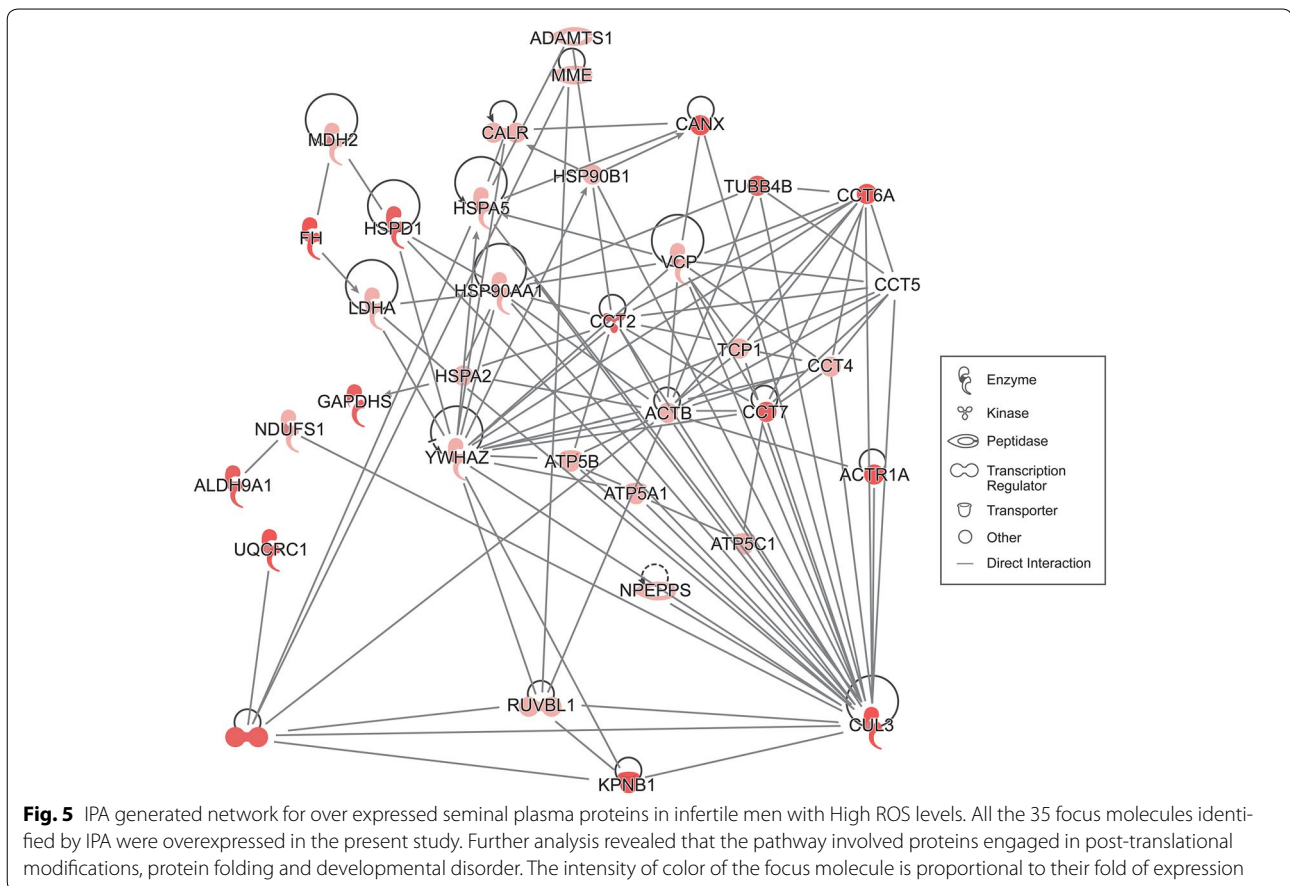 ADAMTS1
MME
MDH2
CALR
CANX
HSP90B1
TUBB4B
CCT6A
HSPA5
HSPD1
FH
VCP
CCT5
HSP90AA1
LDHA
CCT2
TCP1
CCT4
HSPA2
GAPDHS
ACTB
CCT7
NDUFS1
YWHAZ
ATP5B
ACTR1A
ALDH9A1
ATP5A1
UQCRC1
ATP5C1
NPEPPS
RUVBL1
CUL3
KPNB1
Enzyme
Kinase
Peptidase
Transcription
Regulator
Transporter
Other
Direct Interaction
Fig. 5 IPA generated network for over expressed seminal plasma proteins in infertile men with High ROS levels. All the 35 focus molecules identi-
fied by IPA were overexpressed in the present study. Further analysis revealed that the pathway involved proteins engaged in post-translational
modifications, protein folding and developmental disorder. The intensity of color of the focus molecule is proportional to their fold of expression